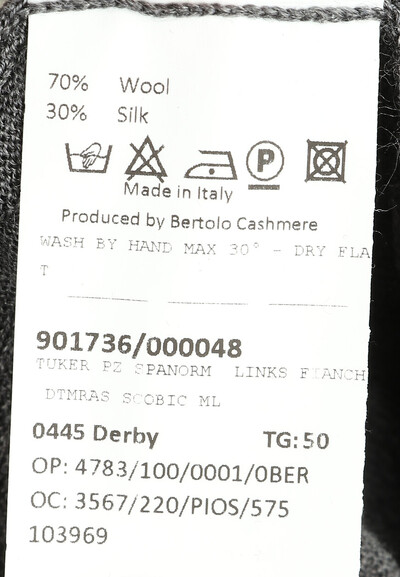 70% Wool
30% Silk
P
Made in Italy
Produced by Bertolo Cashmere
WASH BY HAND MAX 30° - DRY FLA
T
901736/000048
TUKER PZ SPANORM LINKS FIANCH
DTMRAS SCOBIC ML
0445 Derby TG:50
OP: 4783/100/0001/0BER
OC: 3567/220/PIOS/575
103969